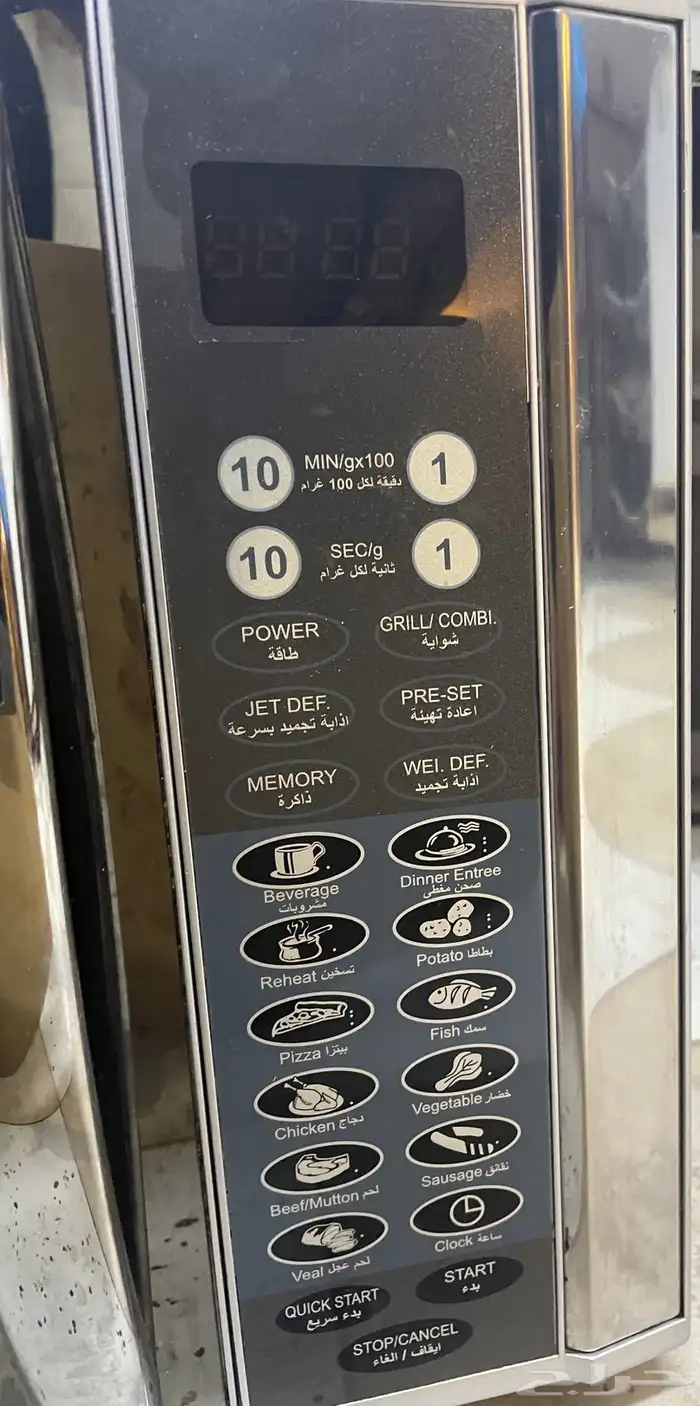 10 MIN/gx100 1
دقيقة لكل 100 غرام
10 SEC/g 1
ثانية لكل غرام
POWER
طاقة
GRILL/ COMBI.
شواية
JET DEF.
اذابة تجميد بسرعة
PRE-SET
اعادة تهيئة
MEMORY
ذاكرة
WEI. DEF.
اذابة تجميد
Beverage
مشروبات
Dinner Entree
صحن مغطى
Reheat تسخين
Potato بطاطا
Pizza بيتزا
Fish سمك
Chicken دجاج
Vegetable خضار
Beef/Mutton لحم
Sausage نقانق
Veal لحم عجل
Clock ساعة
QUICK START
بدء سريع
START
بدء
STOP/CANCEL
ايقاف / الغاء
حراج